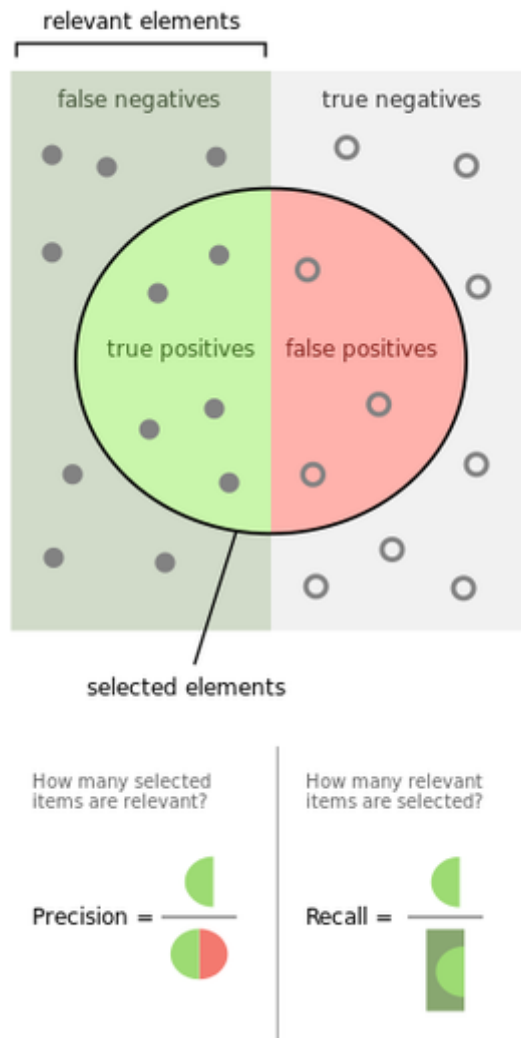 relevant elements
false negatives
true negatives
true positives
false positives
selected elements
How many selected
items are relevant?
How many relevant
items are selected?
Precision =
Recall =